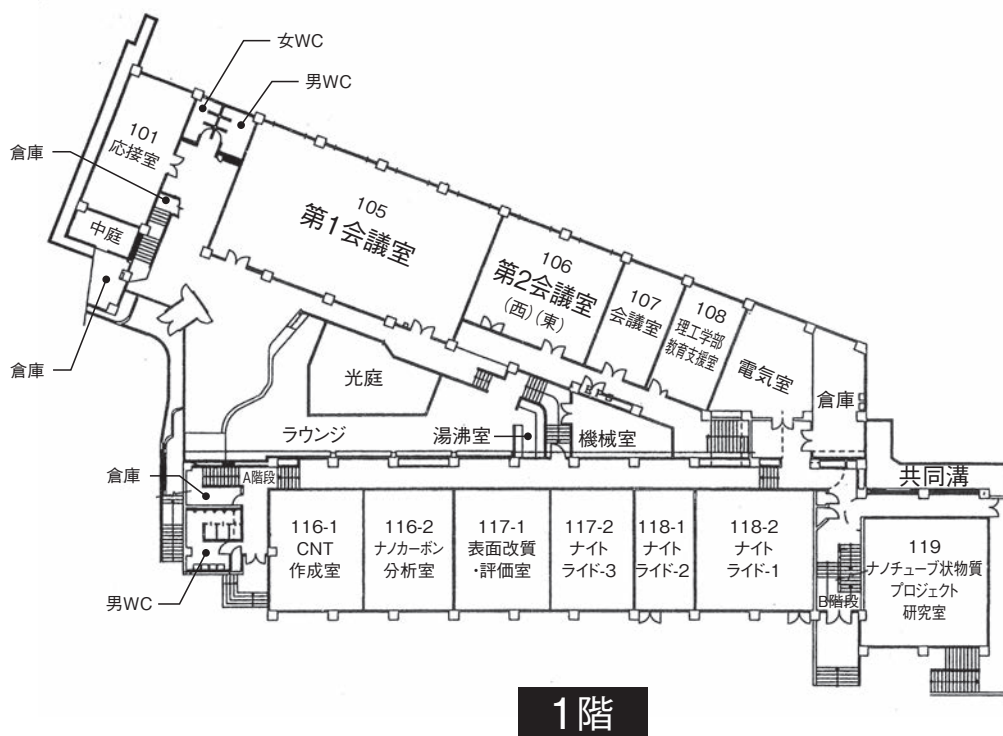 女WC
男WC
倉庫
101
応接室
中庭
倉庫
105
第1会議室
106
第2会議室
(西)(東)
107
会議室
108
理工学部
教育支援室
電気室
倉庫
光庭
ラウンジ
湯沸室
機械室
共同溝
倉庫
A階段
男WC
116-1
CNT
作成室
116-2
ナノカーボン
分析室
117-1
表面改質
・評価室
117-2
ナイト
ライド-3
118-1
ナイト
ライド-2
118-2
ナイト
ライド-1
B階段
119
ナノチューブ状物質
プロジェクト
研究室
1階